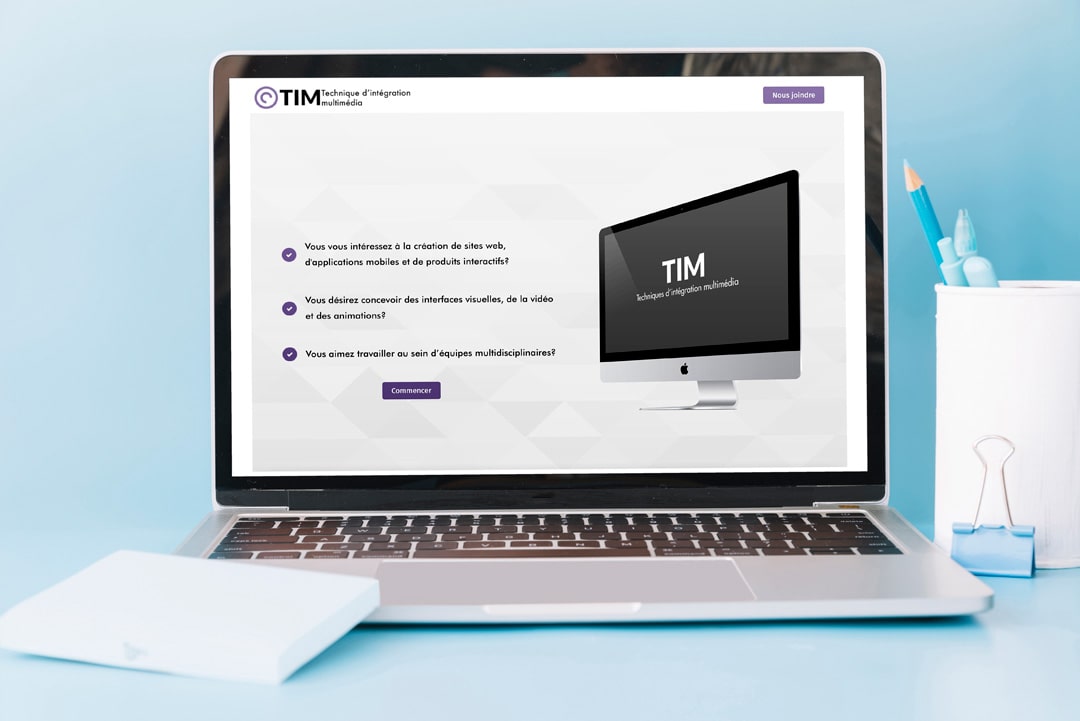 TIM
Technique d'intégration
multimédia
Nous joindre
Vous vous intéressez à la création de sites web,
d'applications mobiles et de produits interactifs?
Vous désirez concevoir des interfaces visuelles, de la vidéo
et des animations?
Vous aimez travailler au sein d'équipes multidisciplinaires?
Commencer
TIM
Techniques d'intégration multimédia